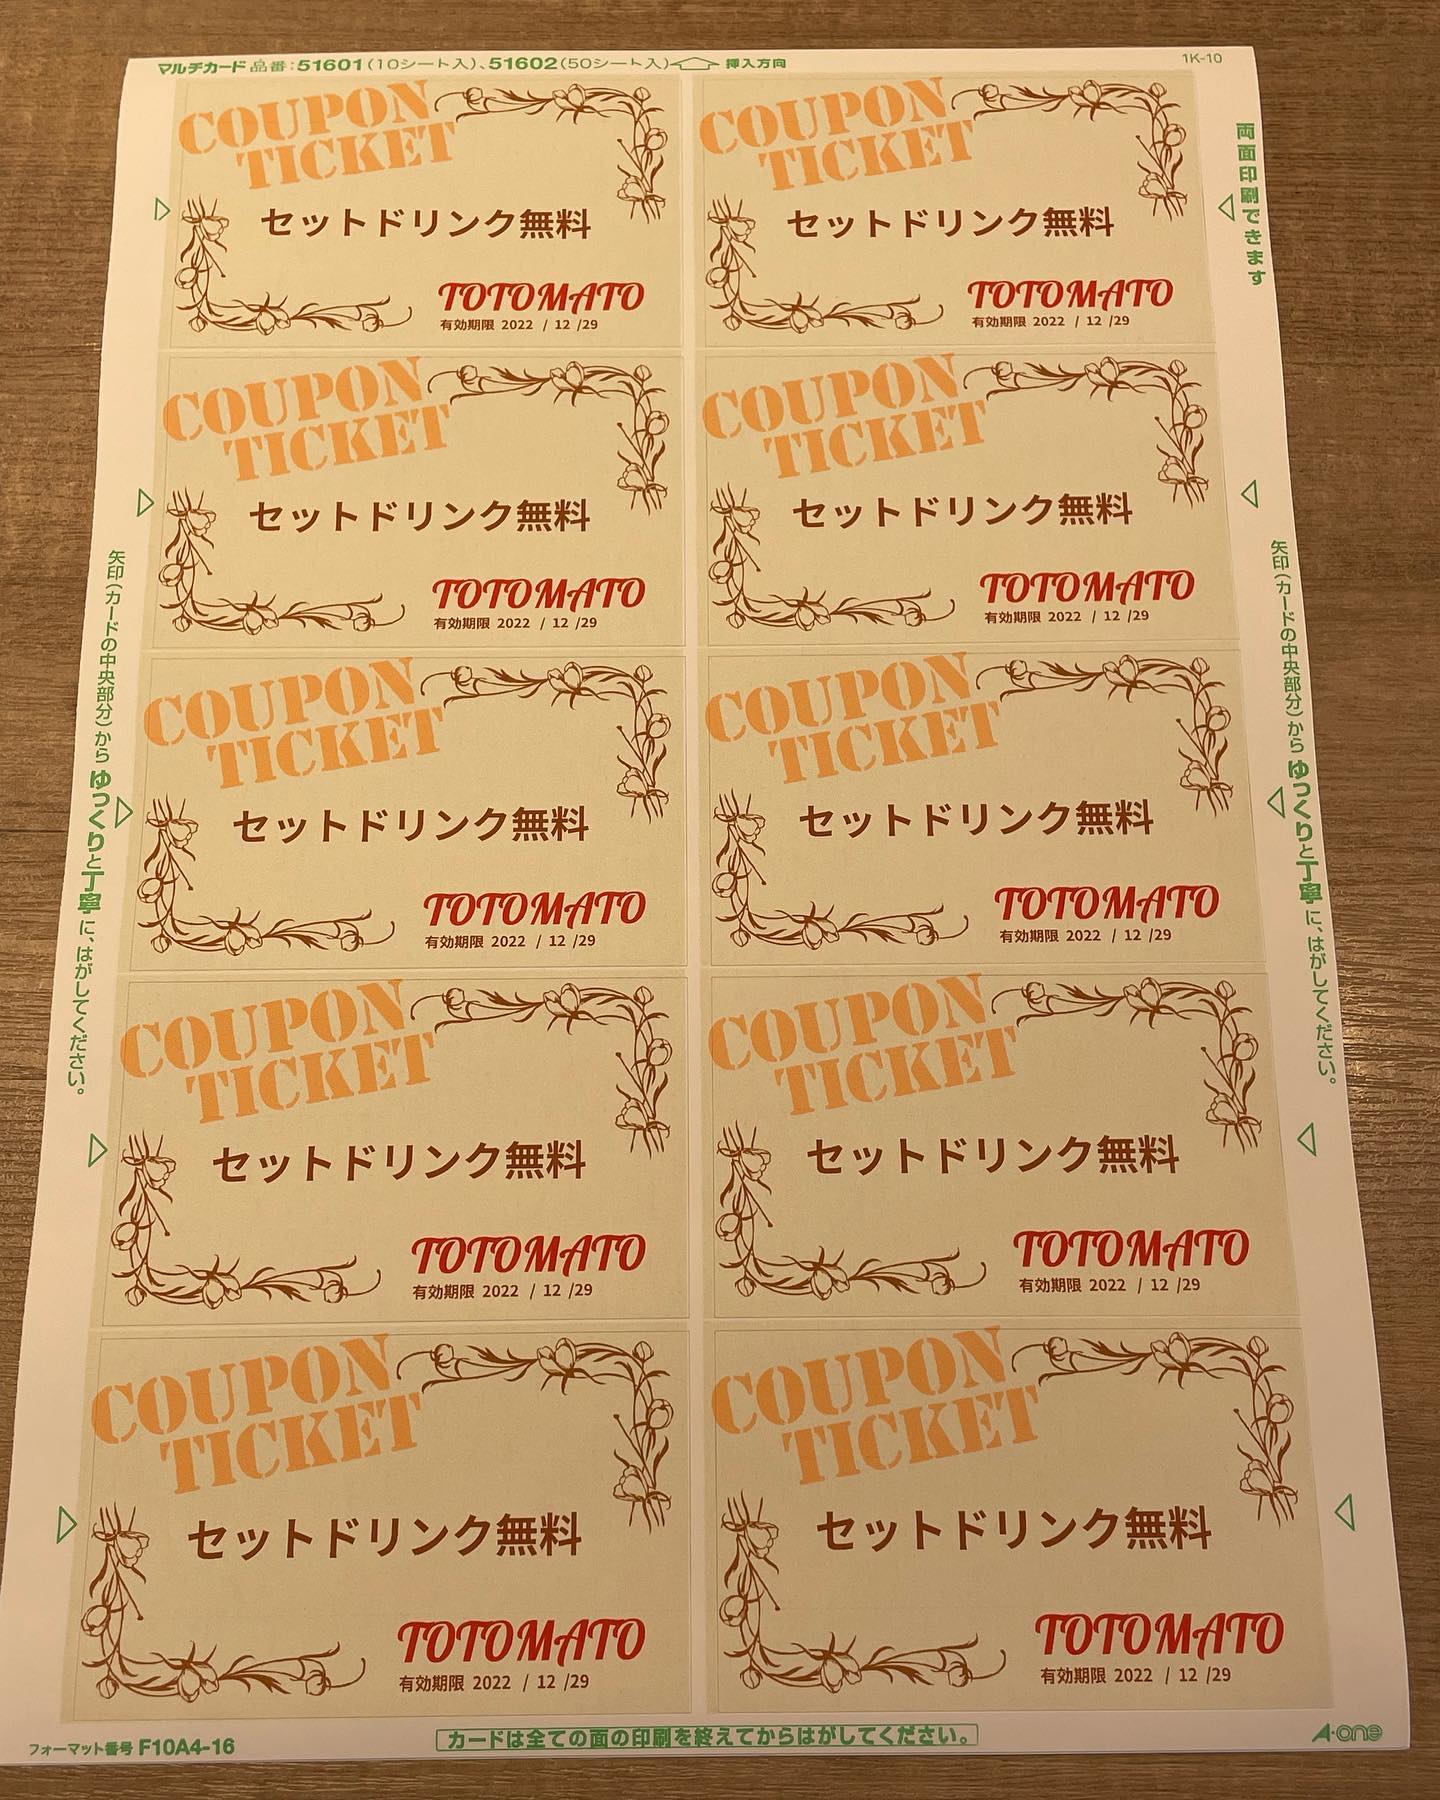 マルチカード 品番:51601(10シート入)、51602(50シート入) 挿入方向
1K-10
COUPON
TICKET
セットドリンク無料
TOTOMATO
有効期限 2022 / 12 /29
COUPON
TICKET
セットドリンク無料
TOTOMATO
有効期限 2022 / 12 /29
COUPON
TICKET
セットドリンク無料
TOTOMATO
有効期限 2022 / 12 /29
COUPON
TICKET
セットドリンク無料
TOTOMATO
有効期限 2022 / 12 /29
COUPON
TICKET
セットドリンク無料
TOTOMATO
有効期限 2022 / 12 /29
COUPON
TICKET
セットドリンク無料
TOTOMATO
有効期限 2022 / 12 /29
COUPON
TICKET
セットドリンク無料
TOTOMATO
有効期限 2022 / 12 /29
COUPON
TICKET
セットドリンク無料
TOTOMATO
有効期限 2022 / 12 /29
COUPON
TICKET
セットドリンク無料
TOTOMATO
有効期限 2022 / 12 /29
COUPON
TICKET
セットドリンク無料
TOTOMATO
有効期限 2022 / 12 /29
両面印刷できます
矢印(カードの中央部分)からゆっくりと丁寧に、はがしてください。
矢印(カードの中央部分)からゆっくりと丁寧に、はがしてください。
フォーマット番号 F10A4-16
カードは全ての面の印刷を終えてからはがしてください。
A-one